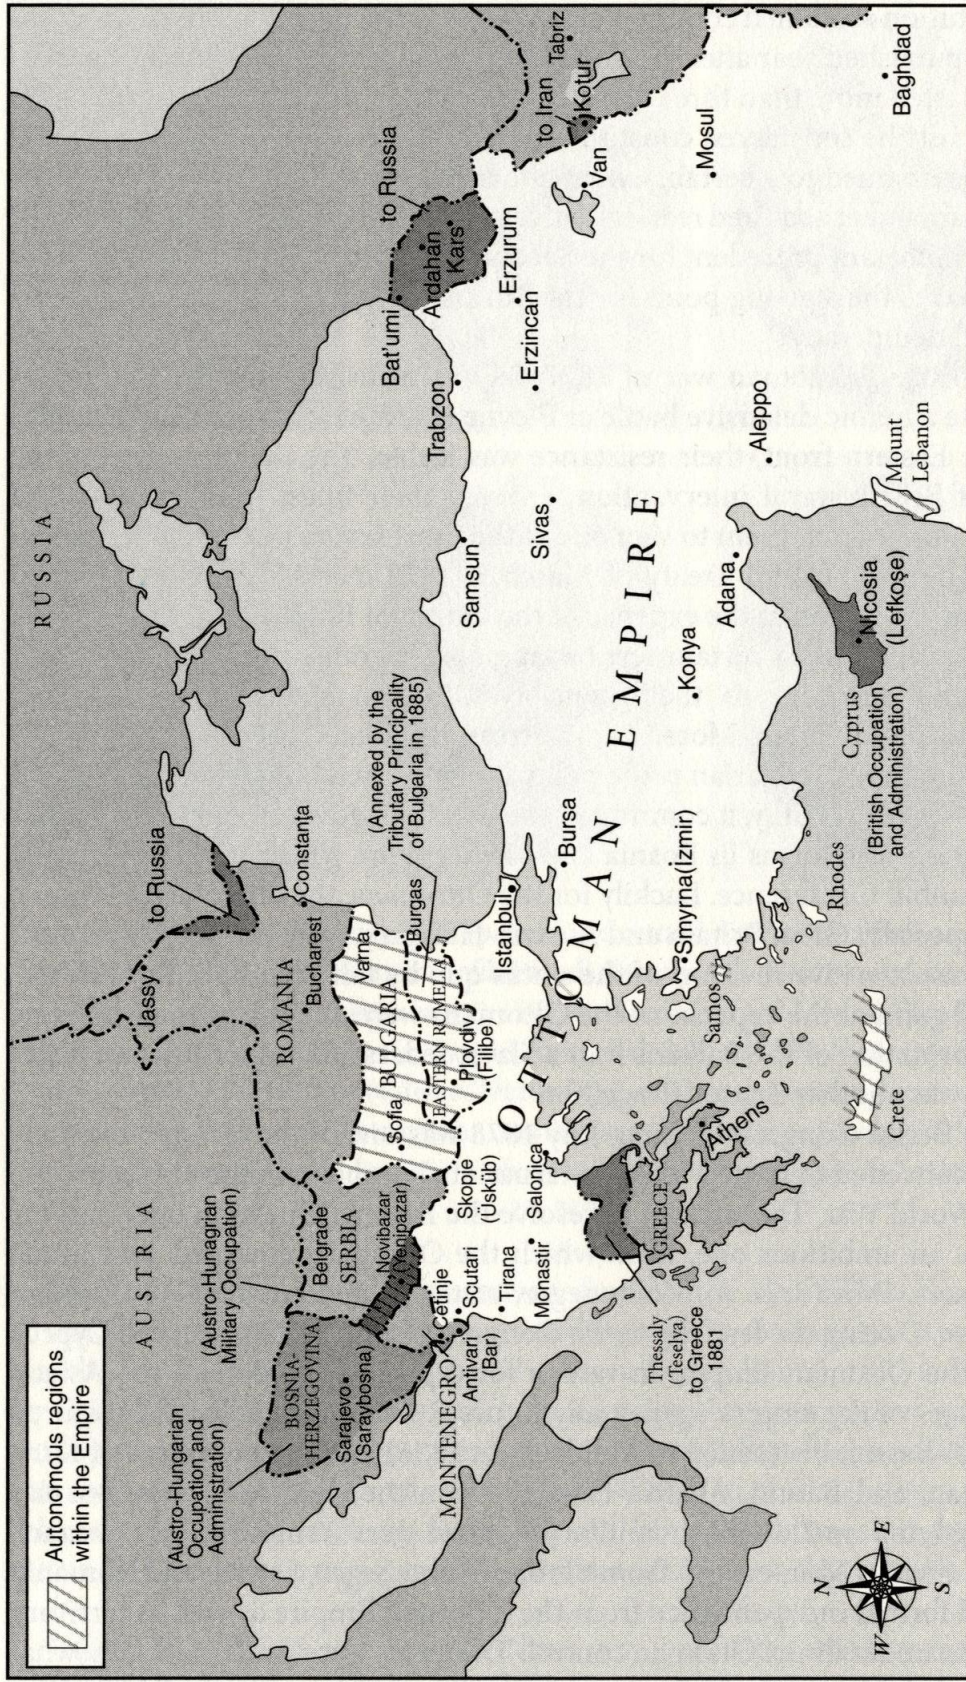 Autonomous regions
within the Empire
RUSSIA
AUSTRIA
(Austro-Hungarian
Occupation and
Administration)
(Austro-Hunagrian
Military Occupation)
BOSNIA-
HERZEGOVINA
Sarajevo
(Saraybosna)
Belgrade
SERBIA
Novibazar
(Yenipazar)
MONTENEGRO
Cetinje
Antivari
(Bar)
Scutari
Tirana
Skopje
(Üsküb)
Monastir
Salonica
Jassy
to Russia
ROMANIA
Bucharest
Constanţa
BULGARIA
Sofia
Varna
EASTERN RUMELIA
Burgas
Plovdiv
(Filibe)
(Annexed by the
Tributary Principality
of Bulgaria in 1885)
Thessaly
(Teselya)
to Greece
1881
GREECE
Athens
Istanbul
Bursa
OTTOMAN EMPIRE
Smyrna(İzmir)
Samos
Rhodes
Crete
Konya
Adana
Samsun
Sivas
Trabzon
Erzincan
Erzurum
Bat'umi
Ardahan
Kars
to Russia
to Iran
Kotur
Tabriz
Van
Mosul
Baghdad
Aleppo
Mount
Lebanon
Cyprus
Nicosia
(Lefkoşe)
(British Occupation
and Administration)
N
W
E
S